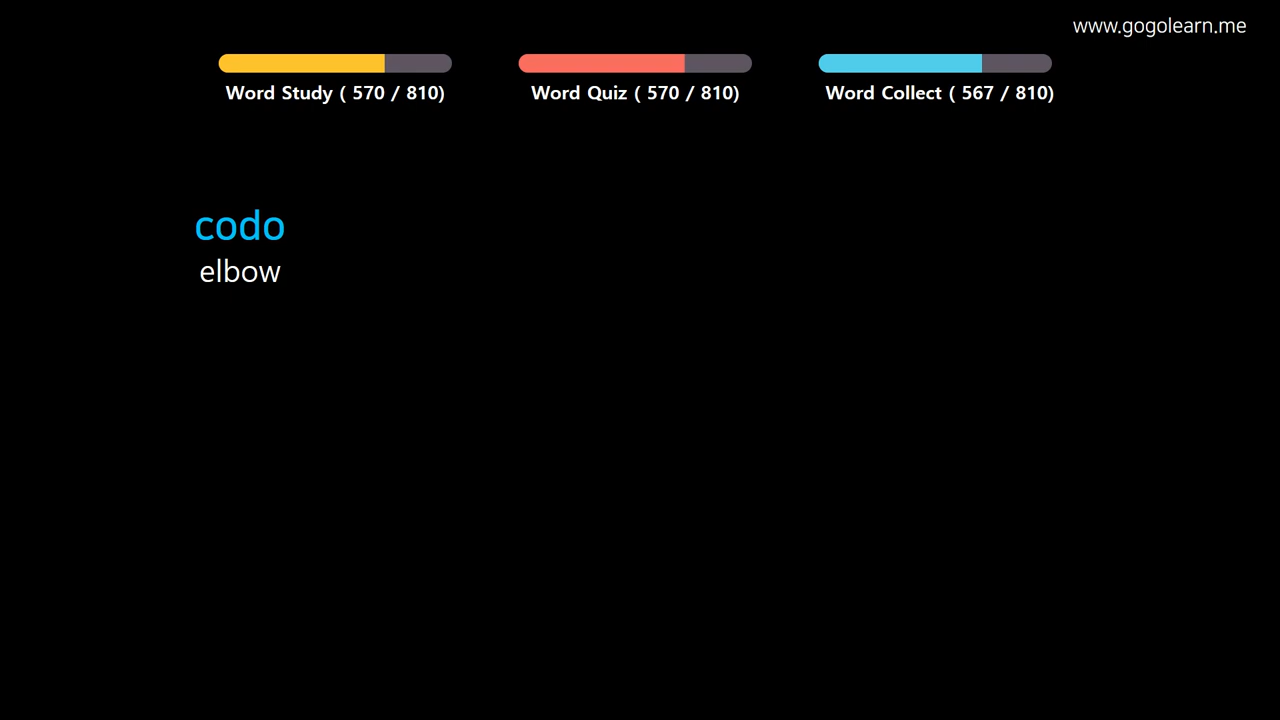 www.gogolearn.me
Word Study ( 570 / 810)
Word Quiz ( 570 / 810)
Word Collect ( 567 / 810)
codo
elbow